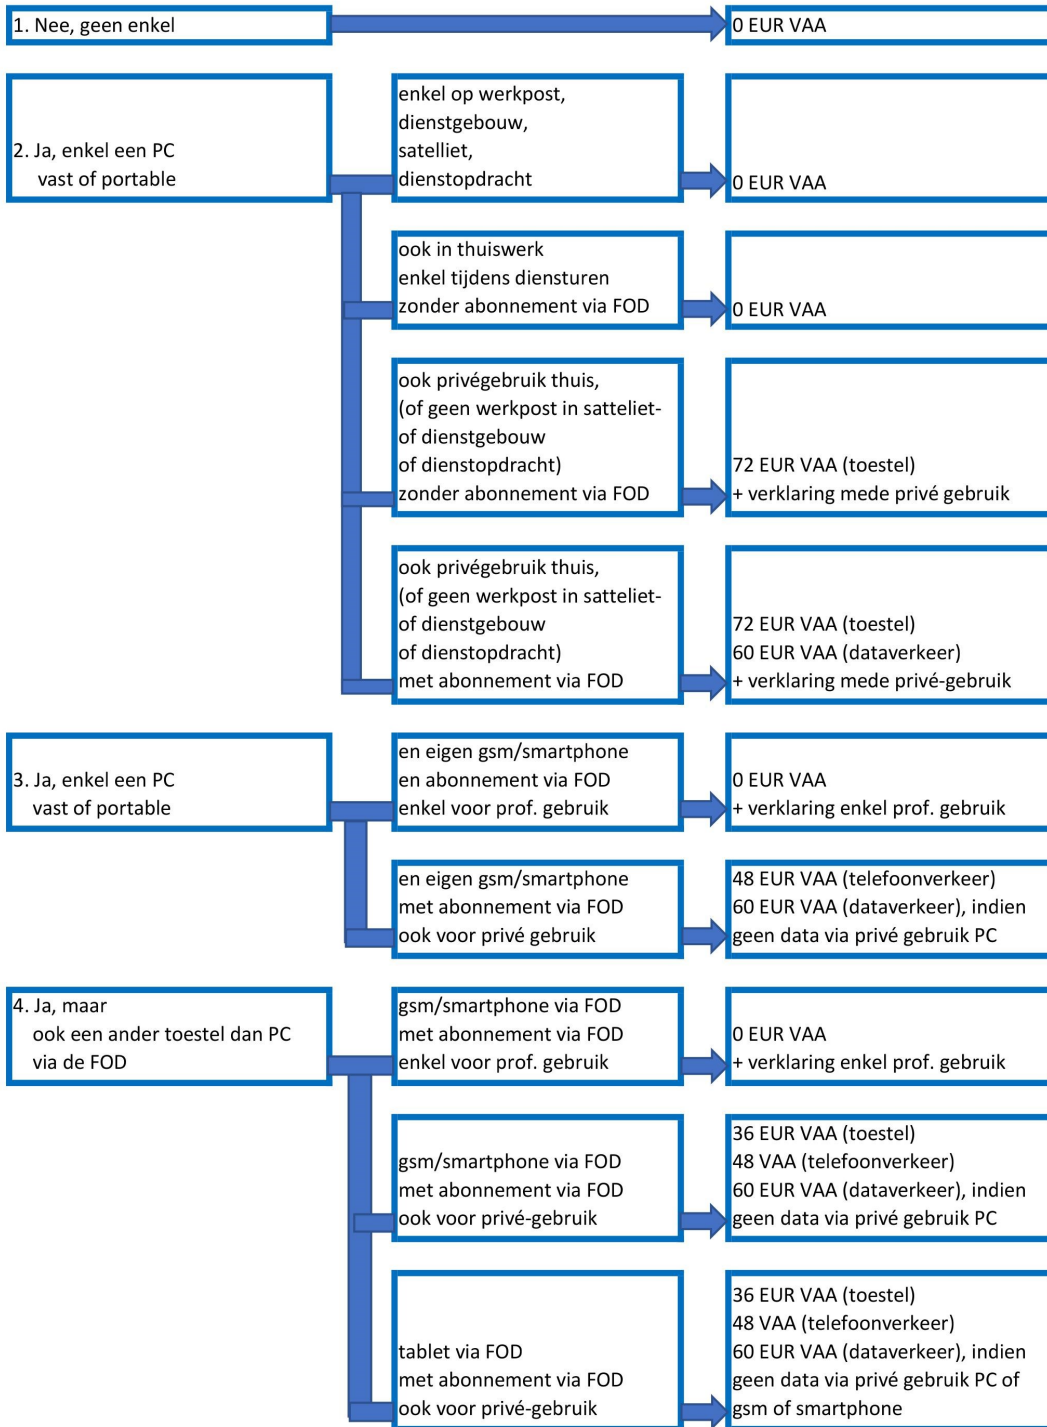 1. Nee, geen enkel
0 EUR VAA
2. Ja, enkel een PC
vast of portable
enkel op werkpost,
dienstgebouw,
satelliet,
dienstopdracht
0 EUR VAA
ook in thuiswerk
enkel tijdens diensturen
zonder abonnement via FOD
0 EUR VAA
ook privégebruik thuis,
(of geen werkpost in satteliet-
of dienstgebouw
of dienstopdracht)
zonder abonnement via FOD
72 EUR VAA (toestel)
+ verklaring mede privé gebruik
ook privégebruik thuis,
(of geen werkpost in satteliet-
of dienstgebouw
of dienstopdracht)
met abonnement via FOD
72 EUR VAA (toestel)
60 EUR VAA (dataverkeer)
+ verklaring mede privé-gebruik
3. Ja, enkel een PC
vast of portable
en eigen gsm/smartphone
en abonnement via FOD
enkel voor prof. gebruik
0 EUR VAA
+ verklaring enkel prof. gebruik
en eigen gsm/smartphone
met abonnement via FOD
ook voor privé gebruik
48 EUR VAA (telefoonverkeer)
60 EUR VAA (dataverkeer), indien
geen data via privé gebruik PC
4. Ja, maar
ook een ander toestel dan PC
via de FOD
gsm/smartphone via FOD
met abonnement via FOD
enkel voor prof. gebruik
0 EUR VAA
+ verklaring enkel prof. gebruik
gsm/smartphone via FOD
met abonnement via FOD
ook voor privé-gebruik
36 EUR VAA (toestel)
48 VAA (telefoonverkeer)
60 EUR VAA (dataverkeer), indien
geen data via privé gebruik PC
tablet via FOD
met abonnement via FOD
ook voor privé-gebruik
36 EUR VAA (toestel)
48 VAA (telefoonverkeer)
60 EUR VAA (dataverkeer), indien
geen data via privé gebruik PC of
gsm of smartphone